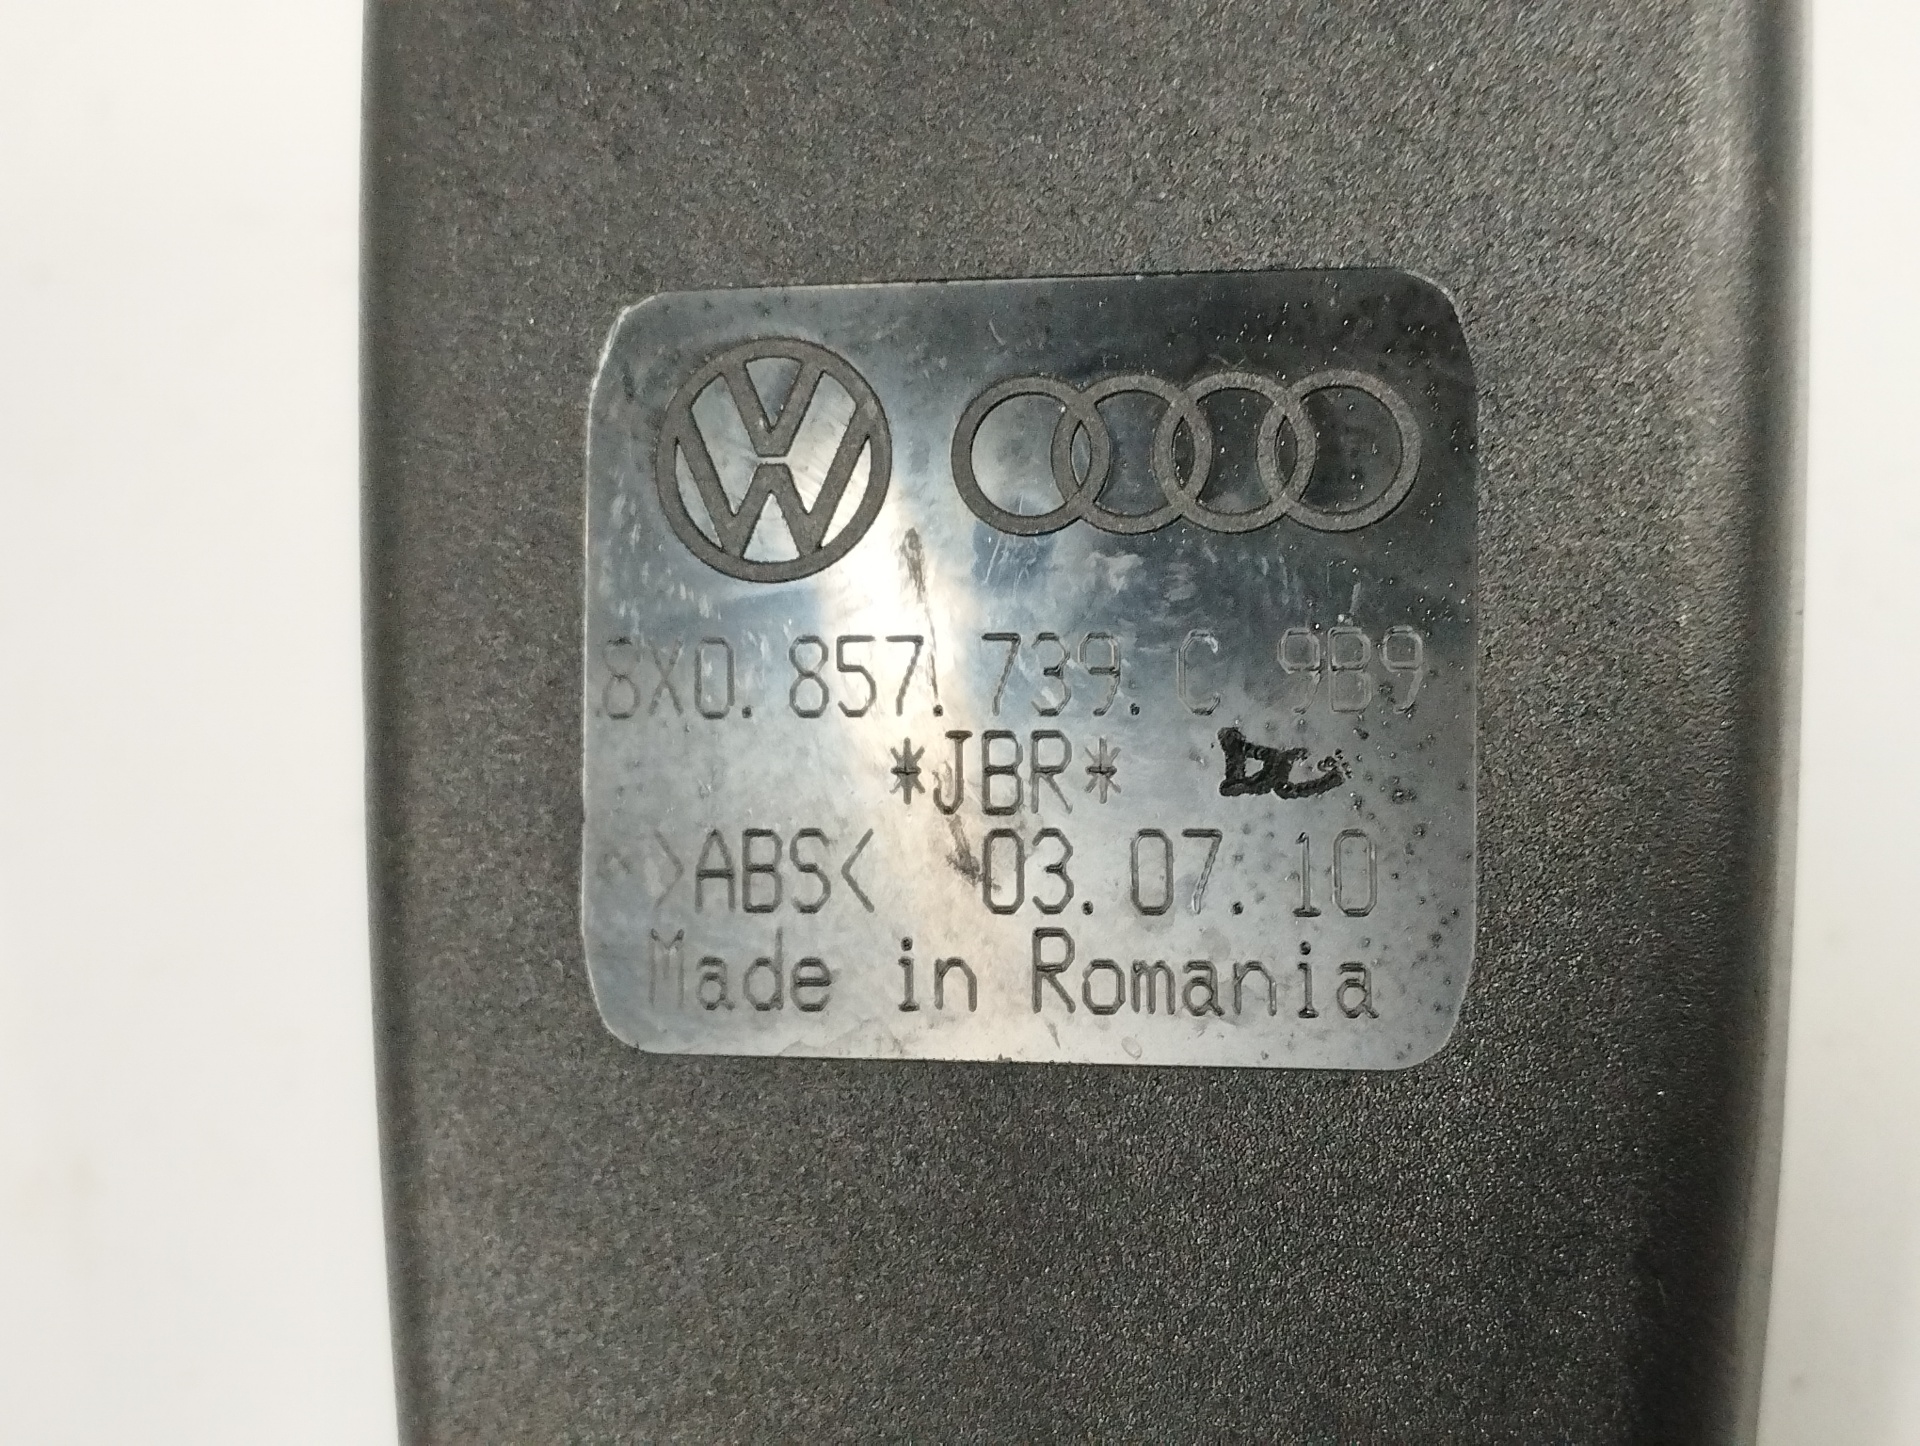 8X0.857.739.C 9B9
*JBR*
>ABS< 03.07.10
Made in Romania